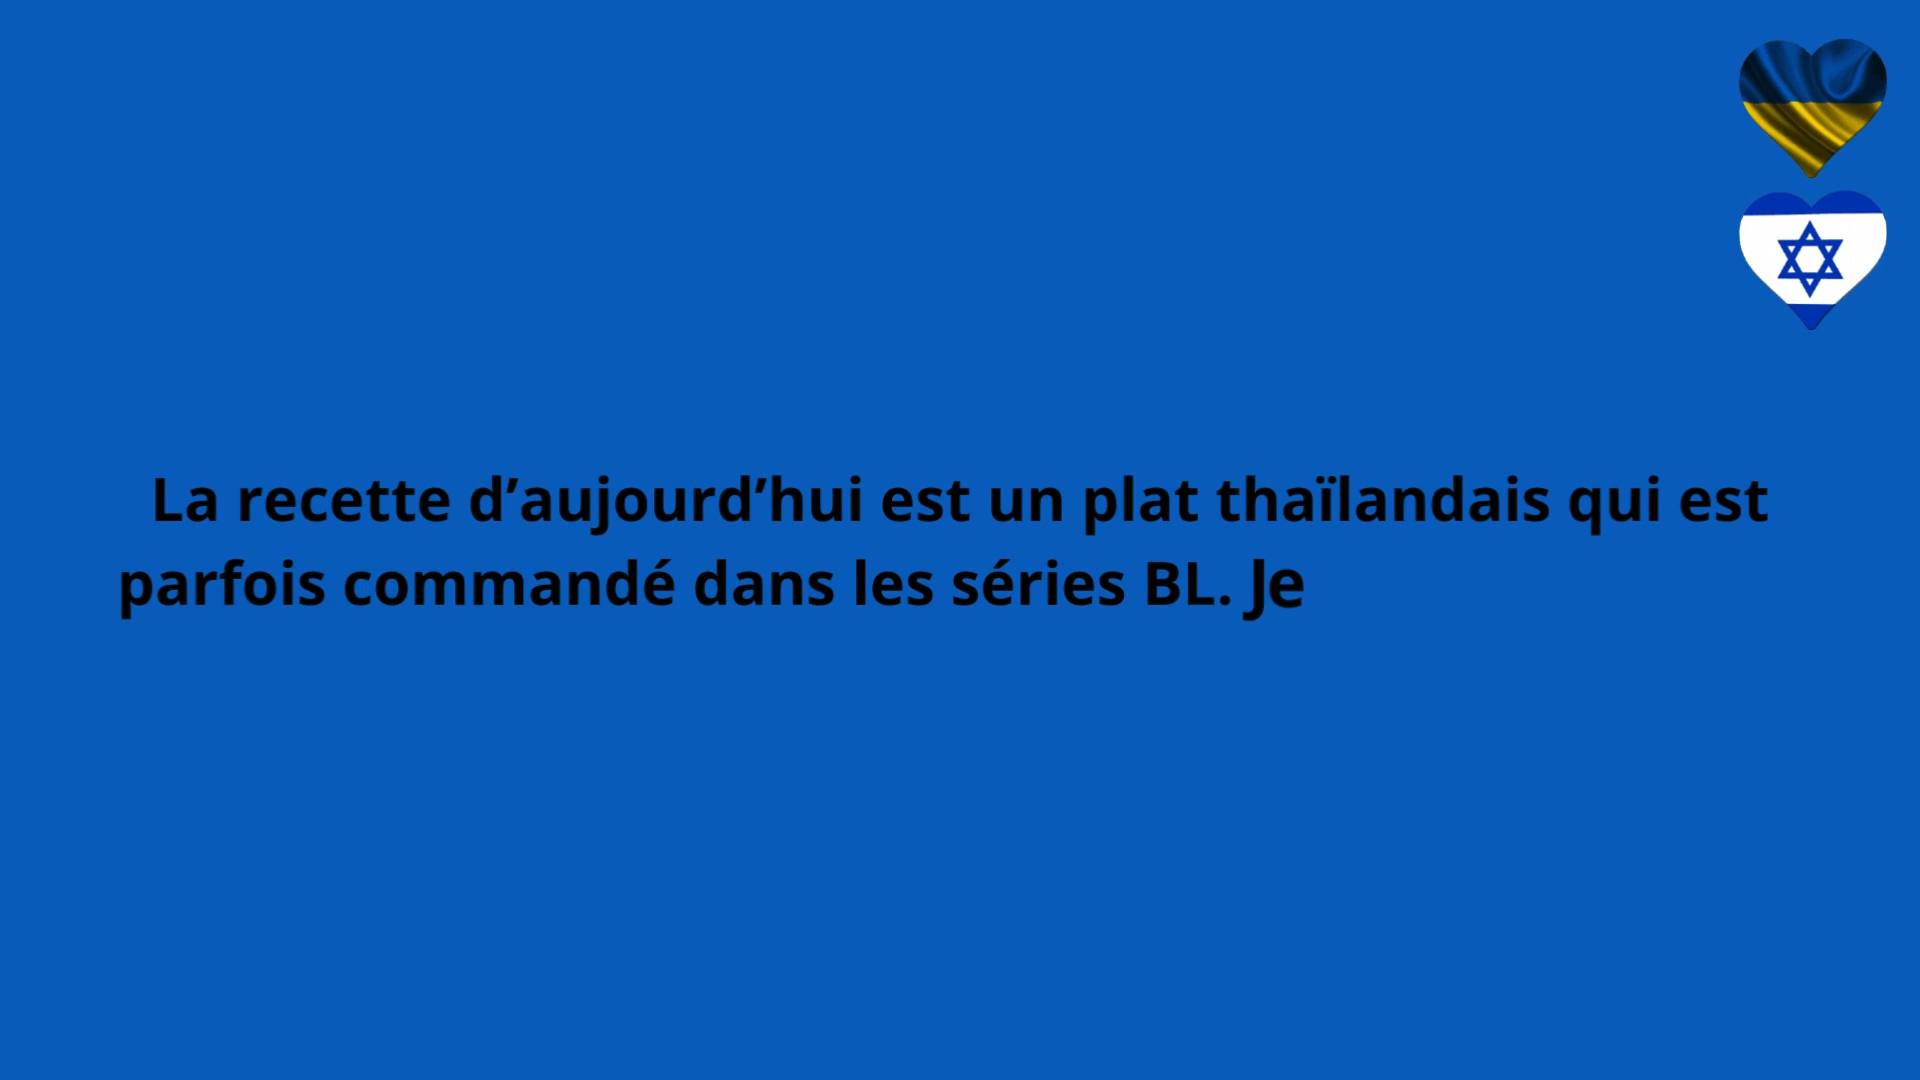 La recette d’aujourd’hui est un plat thaïlandais qui est
parfois commandé dans les séries BL. Je